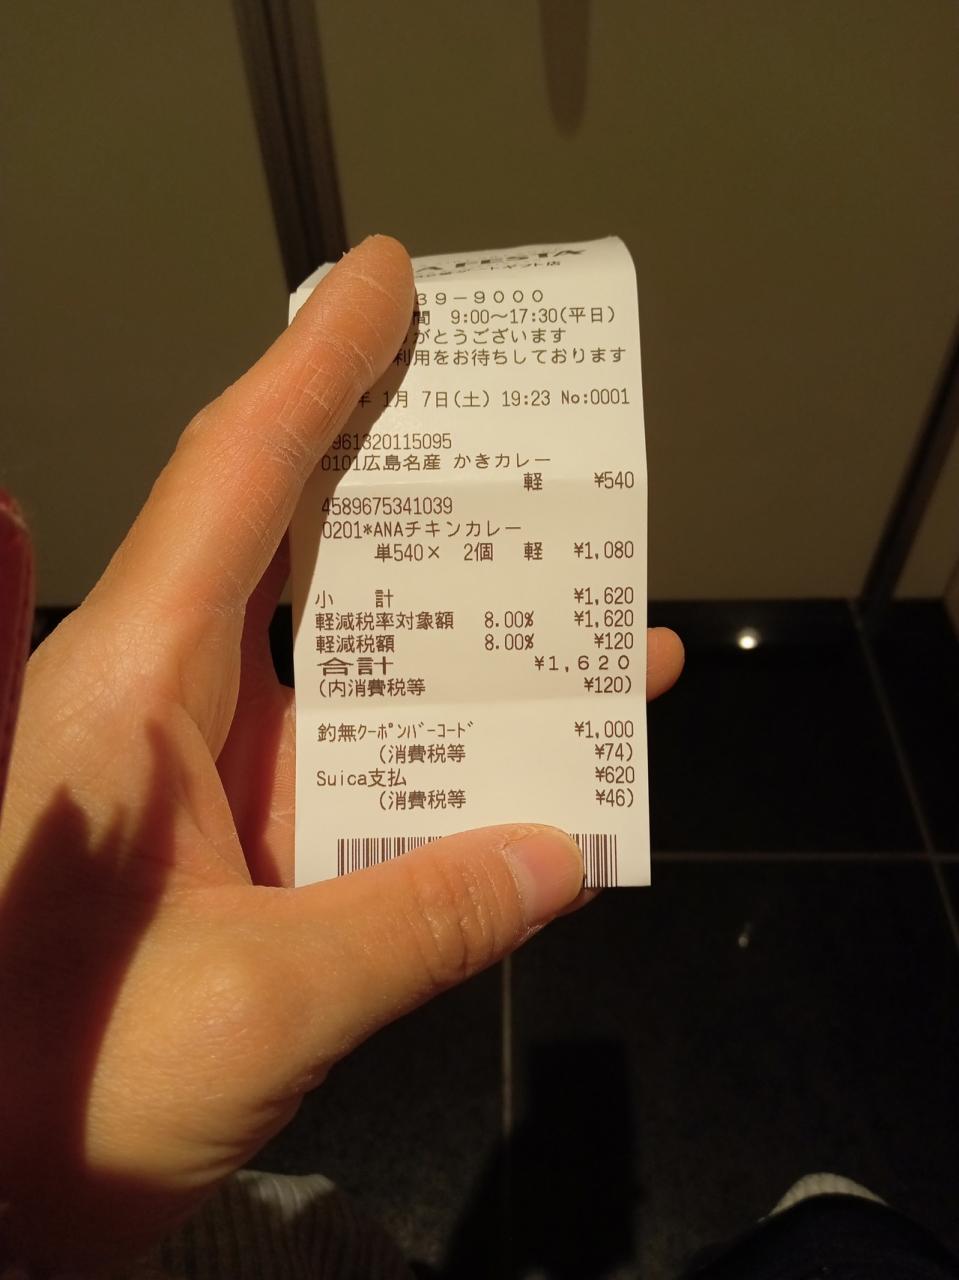 A FESTA
39-9000
間 9:00〜17:30(平日)
がとうございます
利用をお待ちしております
年 1月 7日(土) 19:23 No:0001
961320115095
0101広島名産 かきカレー
軽 ¥540
4589675341039
0201*ANAチキンカレー
単540× 2個 軽 ¥1,080
小 計 ¥1,620
軽減税率対象額 8.00% ¥1,620
軽減税額 8.00% ¥120
合計 ¥1,620
(内消費税等 ¥120)
釣無クーポンバーコード ¥1,000
(消費税等 ¥74)
Suica支払 ¥620
(消費税等 ¥46)